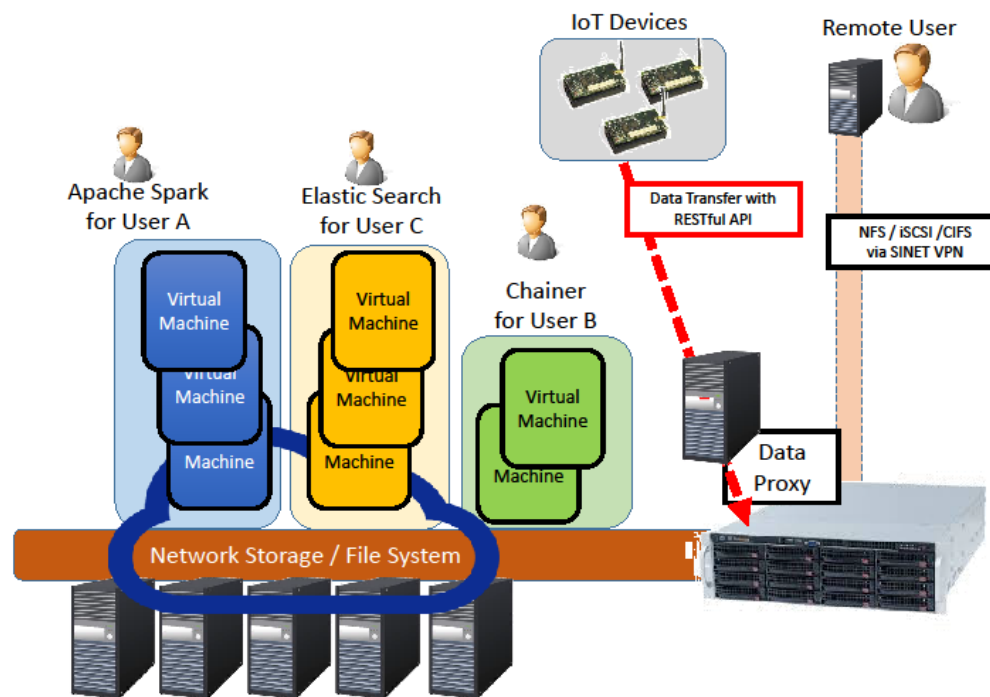 IoT Devices
Remote User
Apache Spark
for User A
Elastic Search
for User C
Data Transfer with
RESTful API
NFS / iSCSI /CIFS
via SINET VPN
Chainer
for User B
Virtual
Machine
Virtual
Machine
Machine
Virtual
Machine
Virtual
Machine
Machine
Virtual
Machine
Machine
Data
Proxy
Network Storage / File System